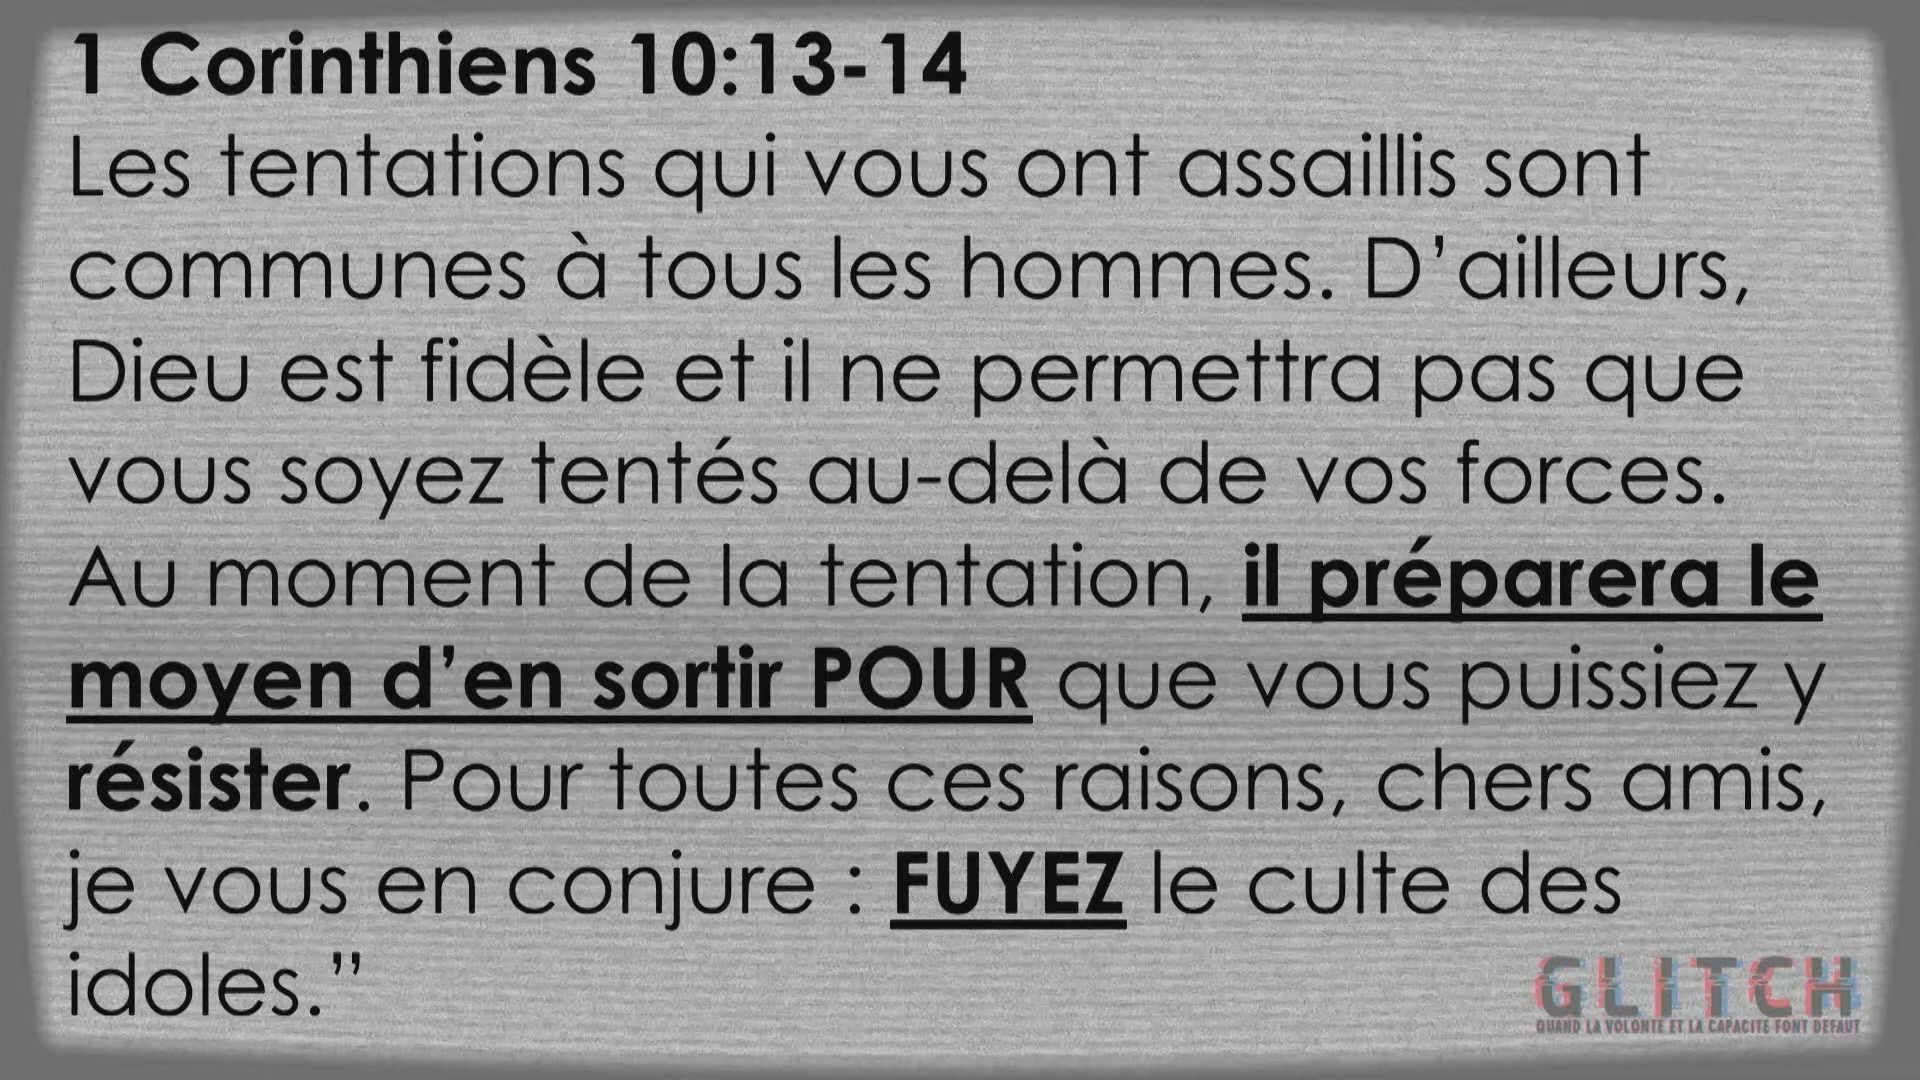 1 Corinthiens 10:13-14
Les tentations qui vous ont assaillis sont
communes à tous les hommes. D’ailleurs,
Dieu est fidèle et il ne permettra pas que
vous soyez tentés au-delà de vos forces.
Au moment de la tentation, il préparera le
moyen d’en sortir POUR que vous puissiez y
résister. Pour toutes ces raisons, chers amis,
je vous en conjure : FUYEZ le culte des
idoles.”
GLITCH
QUAND LA VOLONTE ET LA CAPACITE FONT DEFAUT